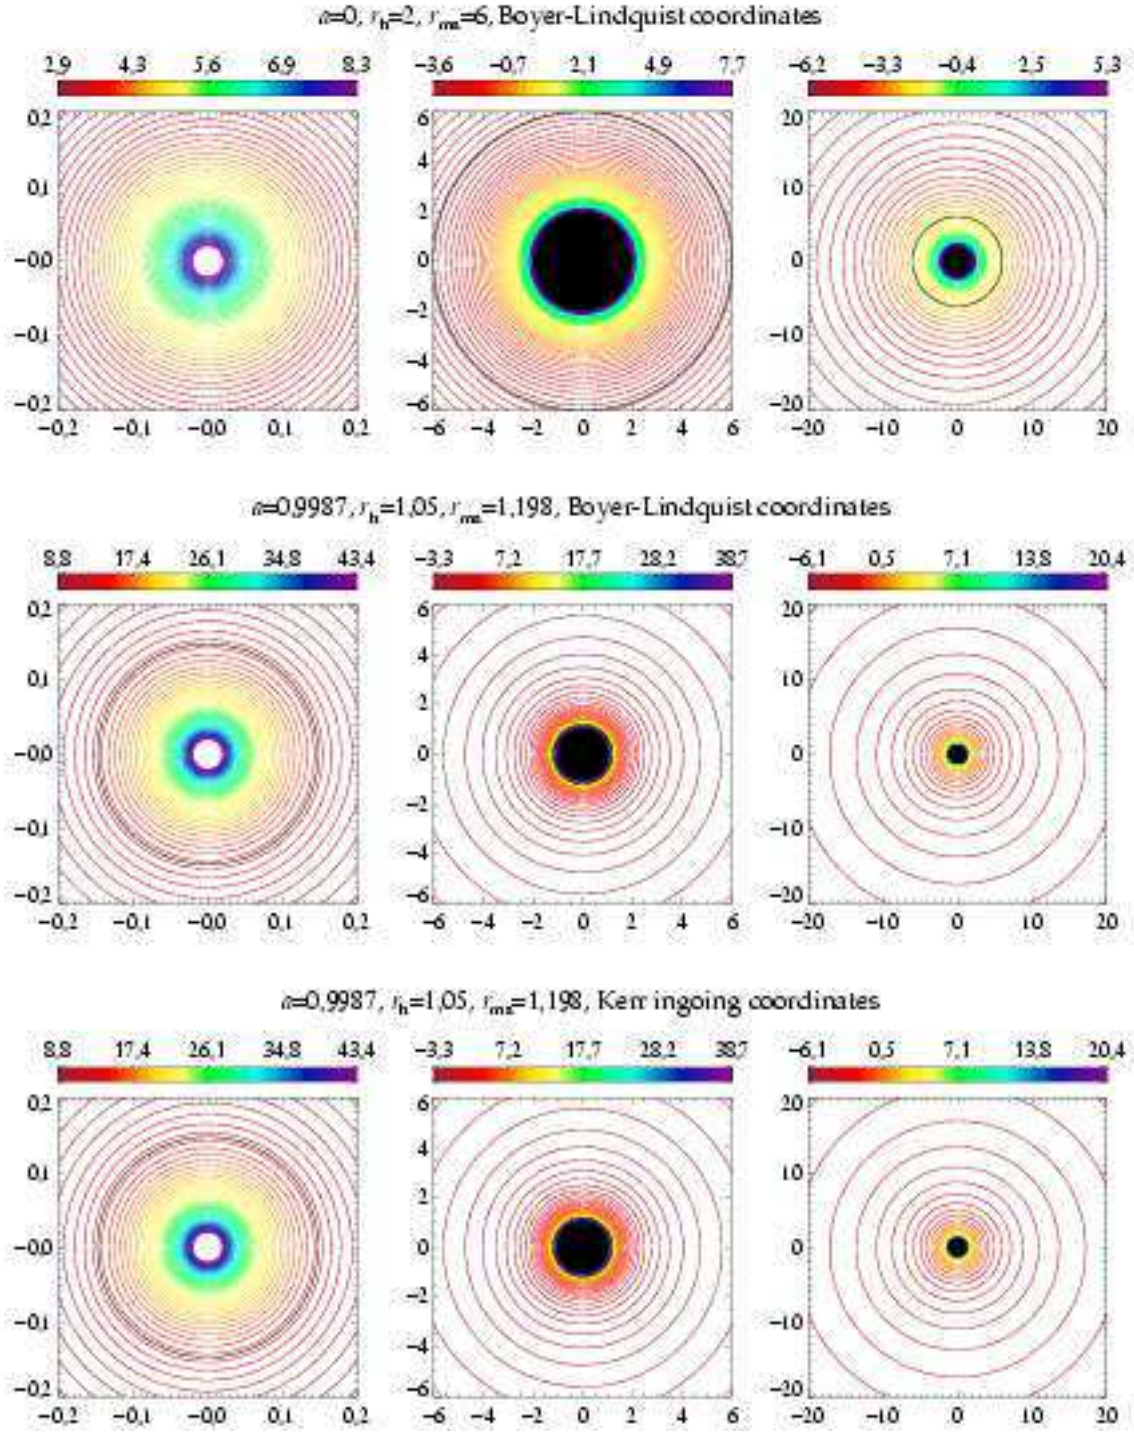 a=0, r_h=2, r_ms=6, Boyer-Lindquist coordinates
2,9 4,3 5,6 6,9 8,3 −3,6 −0,7 2,1 4,9 7,7 −6,2 −3,3 −0,4 2,5 5,3
0,2 6 20
0,1 4 10
2
−0,0 0 0
−0,1 −2 −10
−4
−0,2 −6 −20
−0,2 −0,1 −0,0 0,1 0,2 −6 −4 −2 0 2 4 6 −20 −10 0 10 20
a=0,9987, r_h=1,05, r_ms=1,198, Boyer-Lindquist coordinates
8,8 17,4 26,1 34,8 43,4 −3,3 7,2 17,7 28,2 38,7 −6,1 0,5 7,1 13,8 20,4
0,2 6 20
0,1 4 10
2
−0,0 0 0
−0,1 −2 −10
−4
−0,2 −6 −20
−0,2 −0,1 −0,0 0,1 0,2 −6 −4 −2 0 2 4 6 −20 −10 0 10 20
a=0,9987, r_h=1,05, r_ms=1,198, Kerr ingoing coordinates
8,8 17,4 26,1 34,8 43,4 −3,3 7,2 17,7 28,2 38,7 −6,1 0,5 7,1 13,8 20,4
0,2 6 20
0,1 4 10
2
−0,0 0 0
−0,1 −2 −10
−4
−0,2 −6 −20
−0,2 −0,1 −0,0 0,1 0,2 −6 −4 −2 0 2 4 6 −20 −10 0 10 20